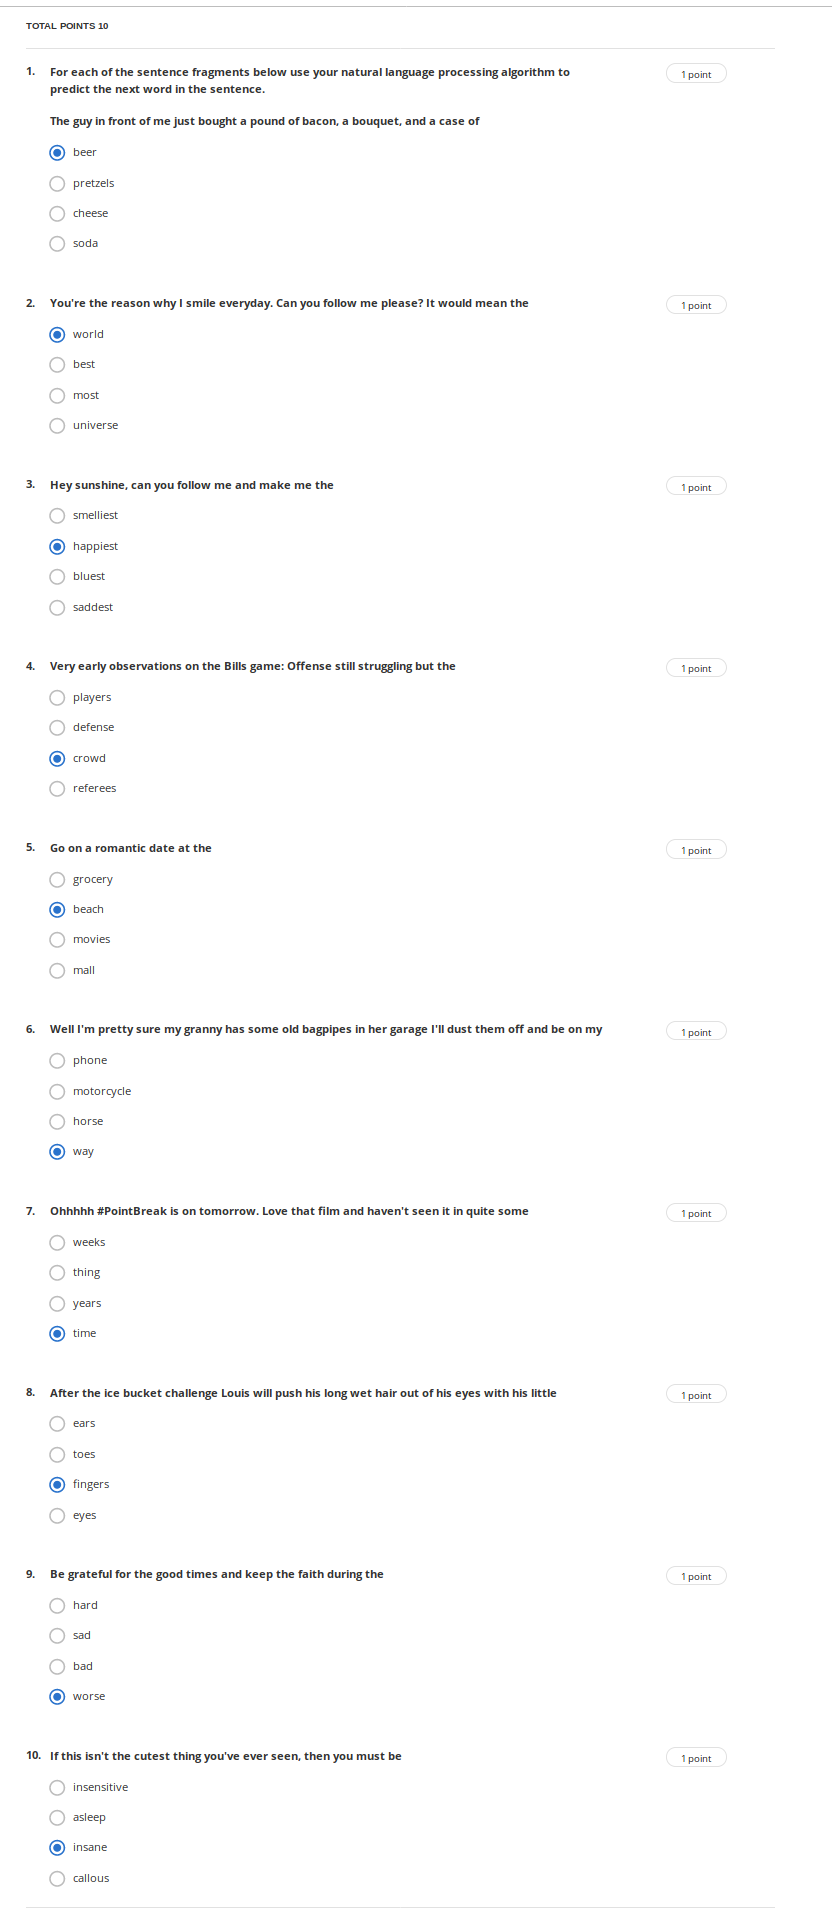 TOTAL POINTS 10
1. For each of the sentence fragments below use your natural language processing algorithm to 1 point
predict the next word in the sentence.
The guy in front of me just bought a pound of bacon, a bouquet, and a case of
beer
pretzels
cheese
soda
2. You're the reason why I smile everyday. Can you follow me please? It would mean the 1 point
world
best
most
universe
3. Hey sunshine, can you follow me and make me the 1 point
smelliest
happiest
bluest
saddest
4. Very early observations on the Bills game: Offense still struggling but the 1 point
players
defense
crowd
referees
5. Go on a romantic date at the 1 point
grocery
beach
movies
mall
6. Well I'm pretty sure my granny has some old bagpipes in her garage I'll dust them off and be on my 1 point
phone
motorcycle
horse
way
7. Ohhhhh #PointBreak is on tomorrow. Love that film and haven't seen it in quite some 1 point
weeks
thing
years
time
8. After the ice bucket challenge Louis will push his long wet hair out of his eyes with his little 1 point
ears
toes
fingers
eyes
9. Be grateful for the good times and keep the faith during the 1 point
hard
sad
bad
worse
10. If this isn't the cutest thing you've ever seen, then you must be 1 point
insensitive
asleep
insane
callous